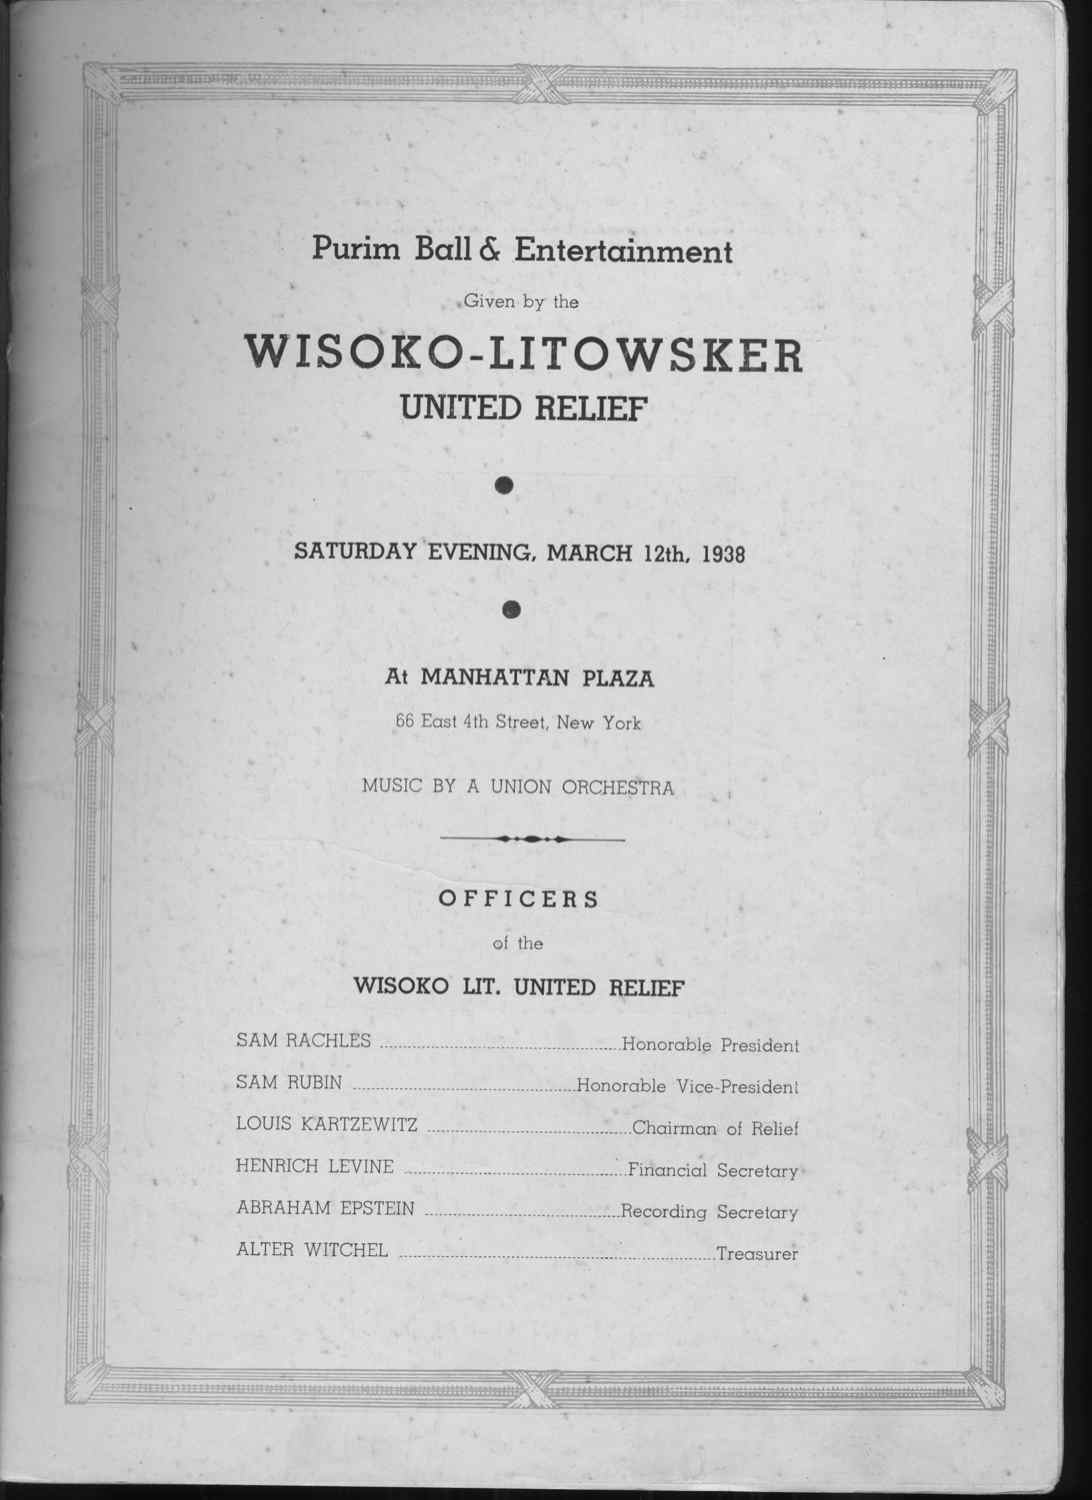 Purim Ball & Entertainment
Given by the
WISOKO-LITOWSKER
UNITED RELIEF
SATURDAY EVENING, MARCH 12th, 1938
At MANHATTAN PLAZA
66 East 4th Street, New York
MUSIC BY A UNION ORCHESTRA
OFFICERS
of the
WISOKO LIT. UNITED RELIEF
SAM RACHLES ........ Honorable President
SAM RUBIN ........ Honorable Vice-President
LOUIS KARTZEWITZ ........ Chairman of Relief
HENRICH LEVINE ........ Financial Secretary
ABRAHAM EPSTEIN ........ Recording Secretary
ALTER WITCHEL ........ Treasurer